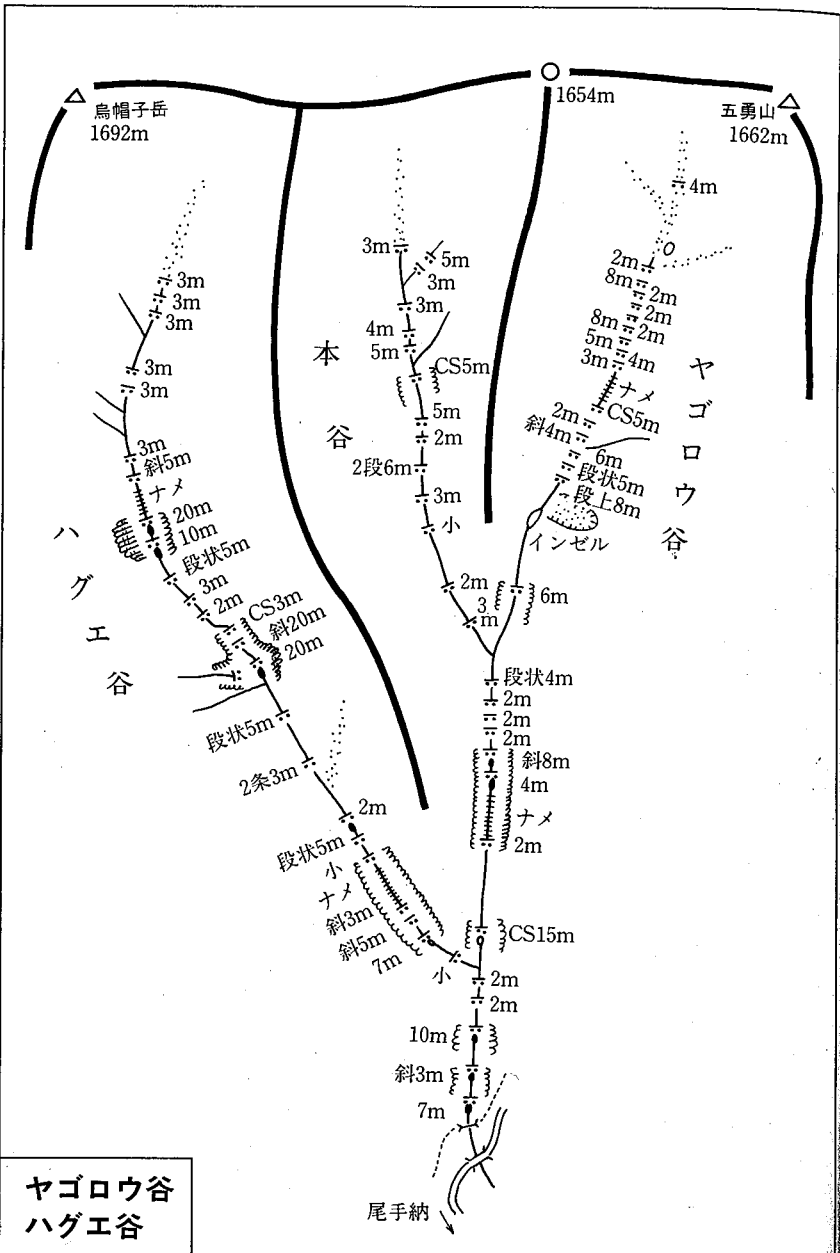 烏帽子岳
1692m
1654m
五勇山
1662m
3m
3m
3m
3m
3m
3m
斜5m
ナメ
20m
10m
段状5m
3m
2m
CS3m
斜20m
20m
段状5m
2条3m
2m
段状5m
小
ナメ
斜3m
斜5m
7m
小
ハグエ谷
3m
5m
3m
3m
4m
5m
CS5m
5m
2m
2段6m
3m
小
2m
3m
本谷
4m
2m
8m
2m
2m
8m
2m
5m
4m
3m
ナメ
CS5m
2m
斜4m
6m
段状5m
段上8m
インゼル
6m
ヤゴロウ谷
段状4m
2m
2m
2m
斜8m
4m
ナメ
2m
CS15m
2m
2m
10m
斜3m
7m
尾手納
ヤゴロウ谷
ハグエ谷